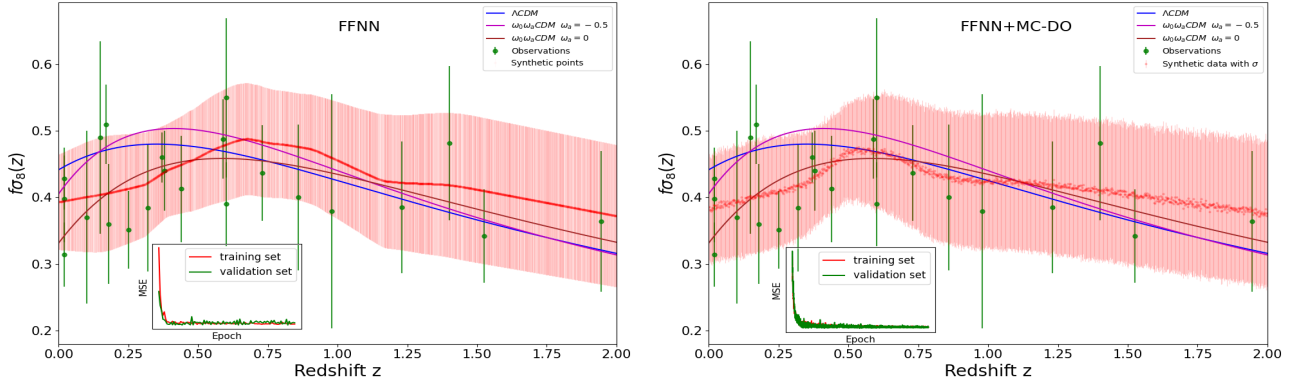 FFNN
ΛCDM
ω₀ωₐCDM ωₐ = −0.5
ω₀ωₐCDM ωₐ = 0
Observations
Synthetic points
fσ₈(z)
0.6
0.5
0.4
0.3
0.2
training set
validation set
MSE
Epoch
0.00 0.25 0.50 0.75 1.00 1.25 1.50 1.75 2.00
Redshift z
FFNN+MC-DO
ΛCDM
ω₀ωₐCDM ωₐ = −0.5
ω₀ωₐCDM ωₐ = 0
Observations
Synthetic data with σ
fσ₈(z)
0.6
0.5
0.4
0.3
0.2
training set
validation set
MSE
Epoch
0.00 0.25 0.50 0.75 1.00 1.25 1.50 1.75 2.00
Redshift z